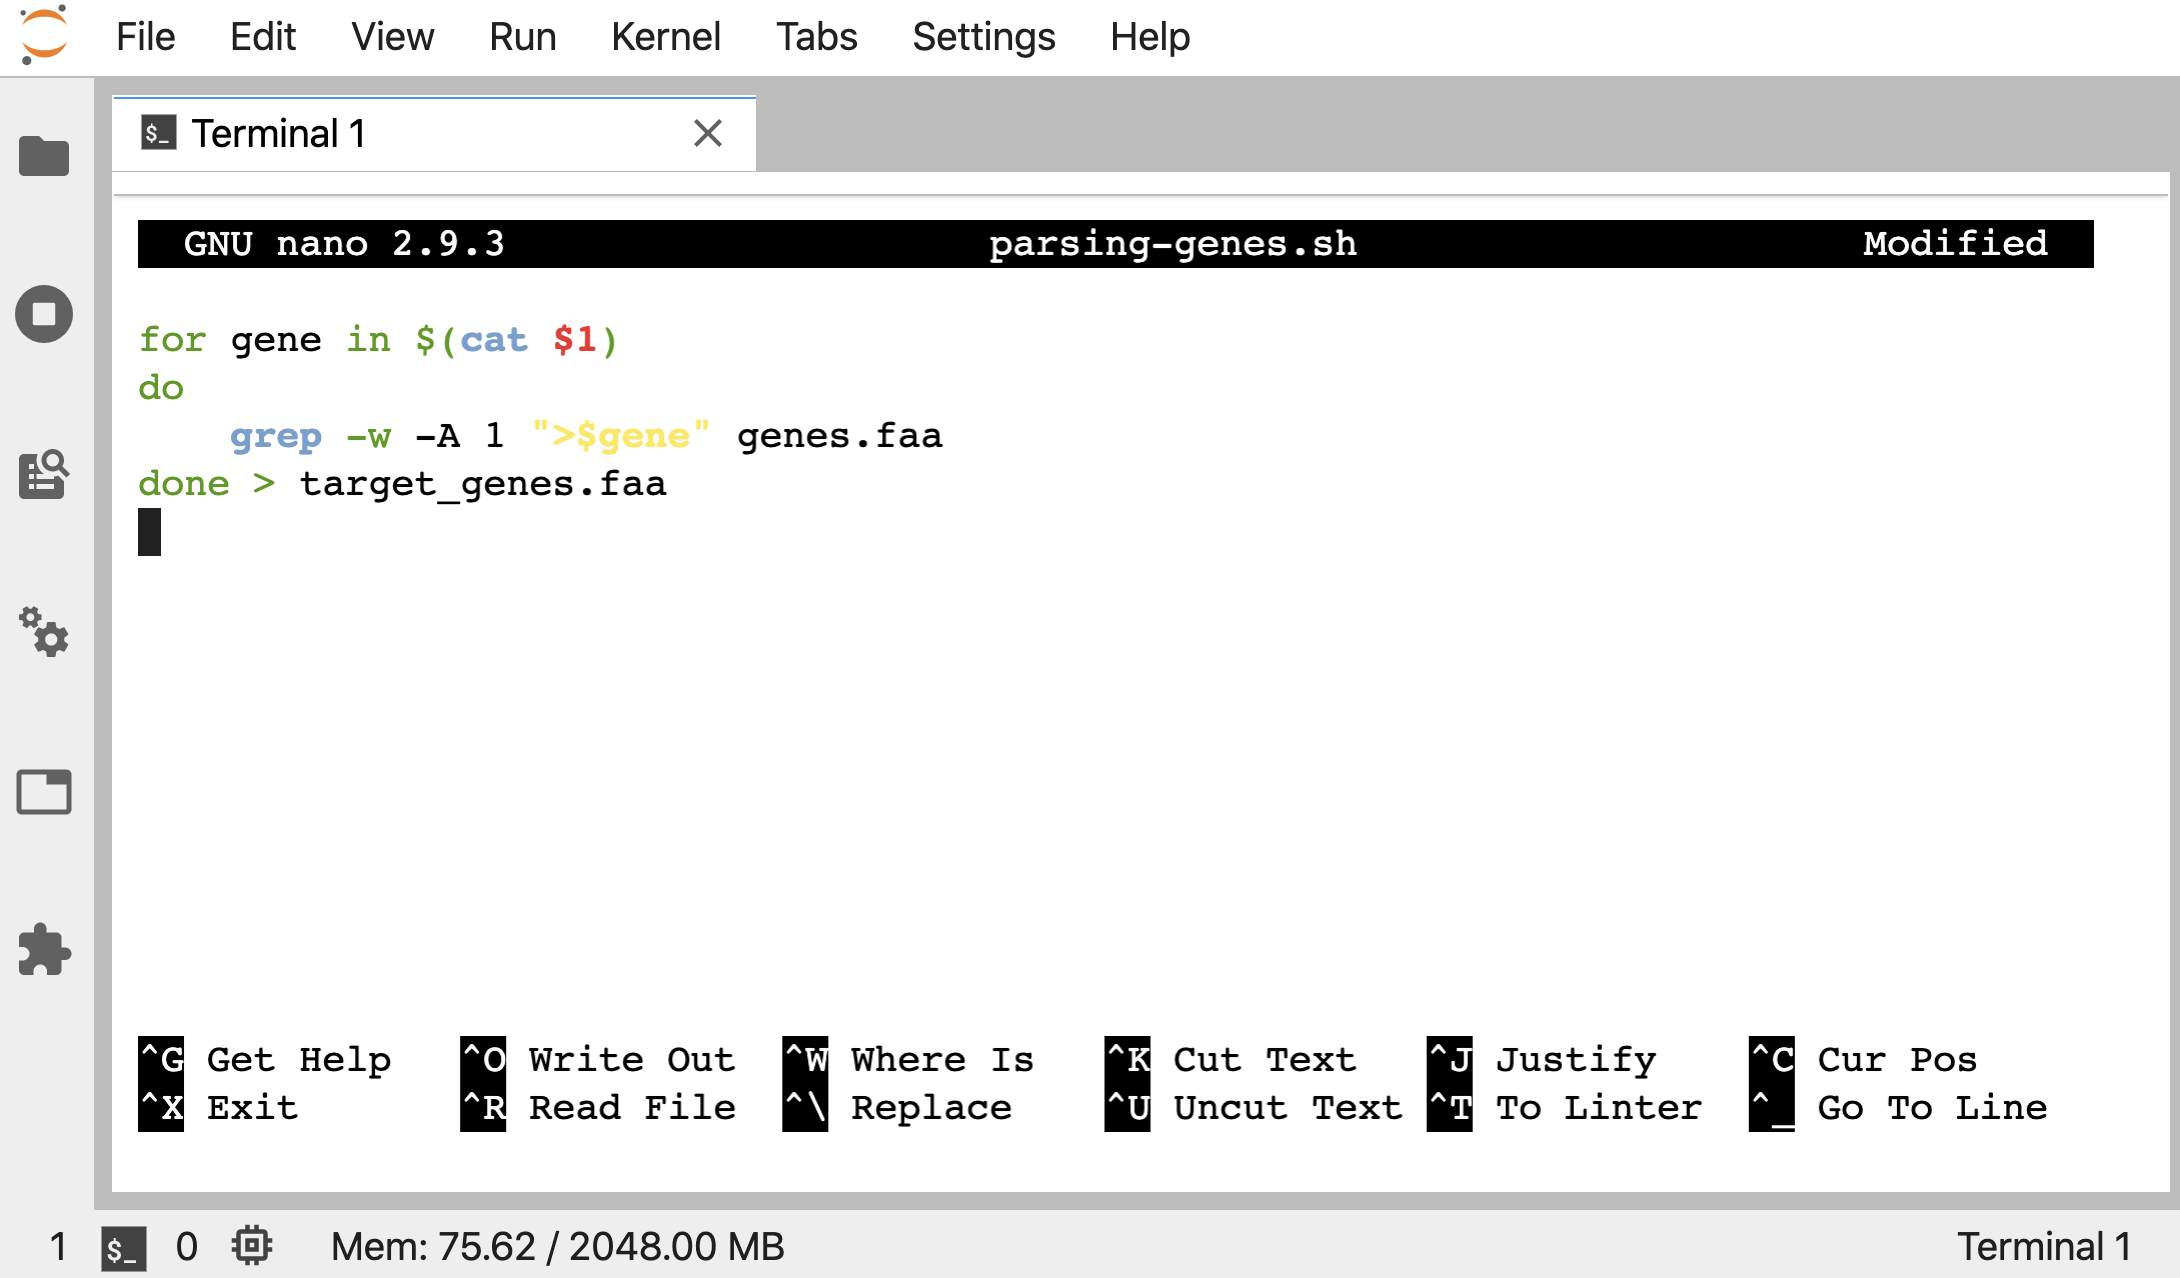 File Edit View Run Kernel Tabs Settings Help
$_ Terminal 1
GNU nano 2.9.3 parsing-genes.sh Modified
for gene in $(cat $1)
do
    grep -w -A 1 ">$gene" genes.faa
done > target_genes.faa
^G Get Help ^O Write Out ^W Where Is ^K Cut Text ^J Justify ^C Cur Pos
^X Exit ^R Read File ^\ Replace ^U Uncut Text ^T To Linter ^_ Go To Line
1 $_ 0 Mem: 75.62 / 2048.00 MB Terminal 1